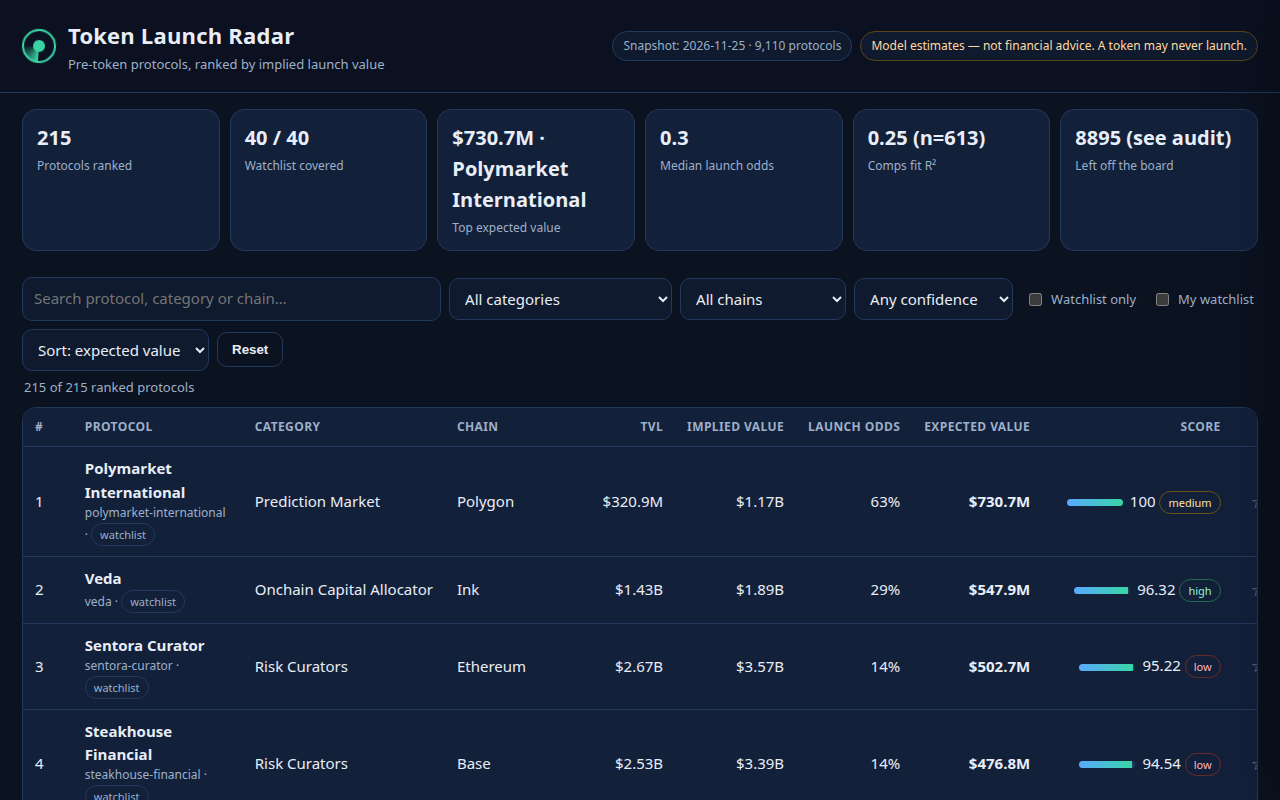 Token Launch Radar
Pre-token protocols, ranked by implied launch value
Snapshot: 2026-11-25 · 9,110 protocols
Model estimates — not financial advice. A token may never launch.
215
Protocols ranked
40 / 40
Watchlist covered
$730.7M ·
Polymarket
International
Top expected value
0.3
Median launch odds
0.25 (n=613)
Comps fit R²
8895 (see audit)
Left off the board
Search protocol, category or chain...
All categories
All chains
Any confidence
Watchlist only
My watchlist
Sort: expected value
Reset
215 of 215 ranked protocols
# PROTOCOL CATEGORY CHAIN TVL IMPLIED VALUE LAUNCH ODDS EXPECTED VALUE SCORE
1 Polymarket International Prediction Market Polygon $320.9M $1.17B 63% $730.7M 100 medium
polymarket-international
· watchlist
2 Veda Onchain Capital Allocator Ink $1.43B $1.89B 29% $547.9M 96.32 high
veda · watchlist
3 Sentora Curator Risk Curators Ethereum $2.67B $3.57B 14% $502.7M 95.22 low
sentora-curator ·
watchlist
4 Steakhouse Financial Risk Curators Base $2.53B $3.39B 14% $476.8M 94.54 low
steakhouse-financial ·
watchlist